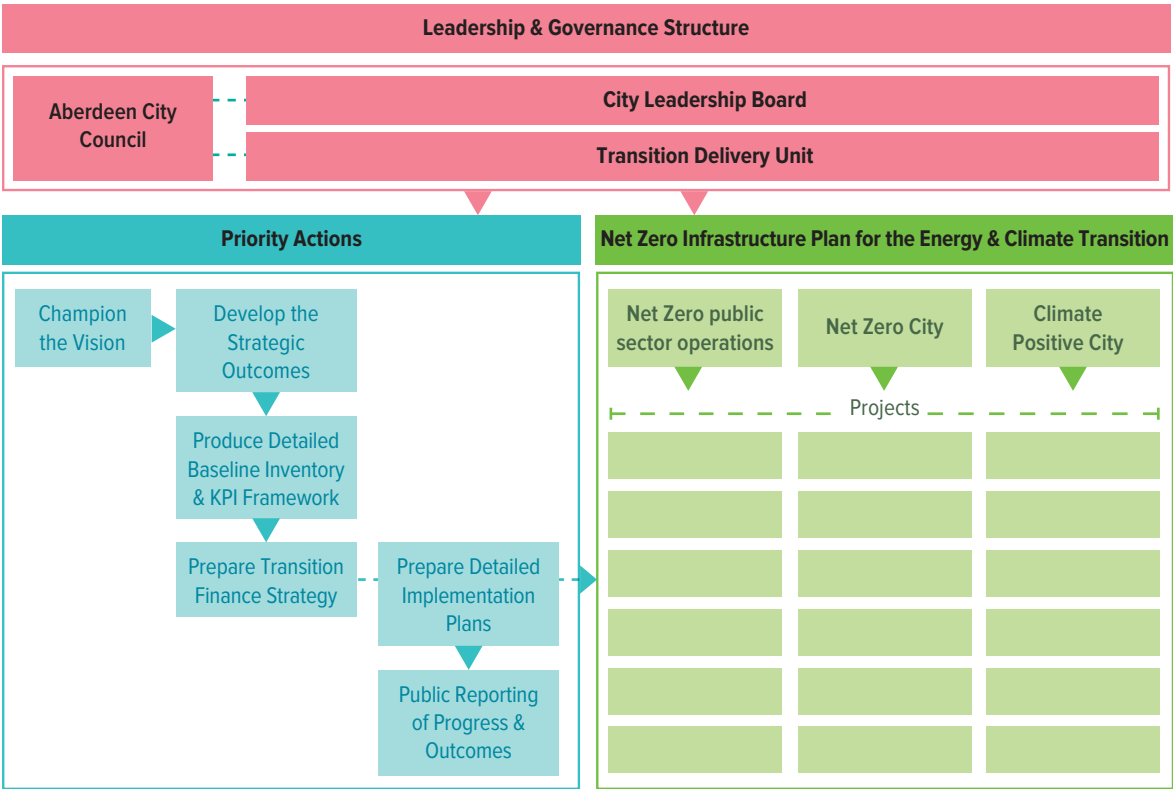 Leadership & Governance Structure
Aberdeen City
Council
City Leadership Board
Transition Delivery Unit
Priority Actions
Champion
the Vision
Develop the
Strategic
Outcomes
Produce Detailed
Baseline Inventory
& KPI Framework
Prepare Transition
Finance Strategy
Prepare Detailed
Implementation
Plans
Public Reporting
of Progress &
Outcomes
Net Zero Infrastructure Plan for the Energy & Climate Transition
Net Zero public
sector operations
Net Zero City
Climate
Positive City
Projects